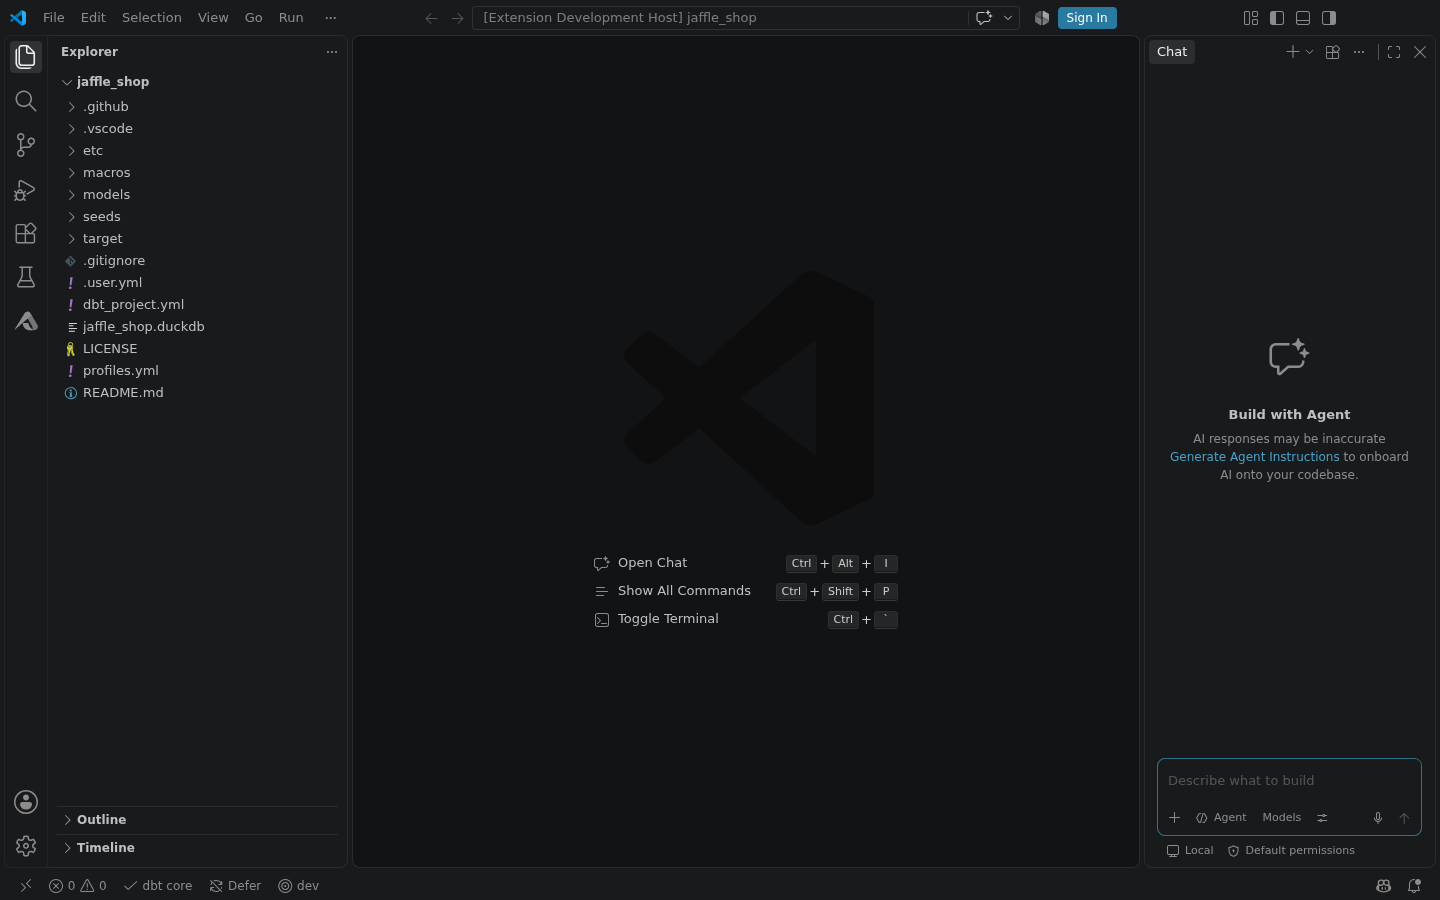 File Edit Selection View Go Run
[Extension Development Host] jaffle_shop
Sign In
Explorer
jaffle_shop
.github
.vscode
etc
macros
models
seeds
target
.gitignore
.user.yml
dbt_project.yml
jaffle_shop.duckdb
LICENSE
profiles.yml
README.md
Outline
Timeline
Open Chat Ctrl + Alt + I
Show All Commands Ctrl + Shift + P
Toggle Terminal Ctrl + `
Chat
Build with Agent
AI responses may be inaccurate
Generate Agent Instructions to onboard
AI onto your codebase.
Describe what to build
Agent Models
Local Default permissions
0 0 dbt core Defer dev